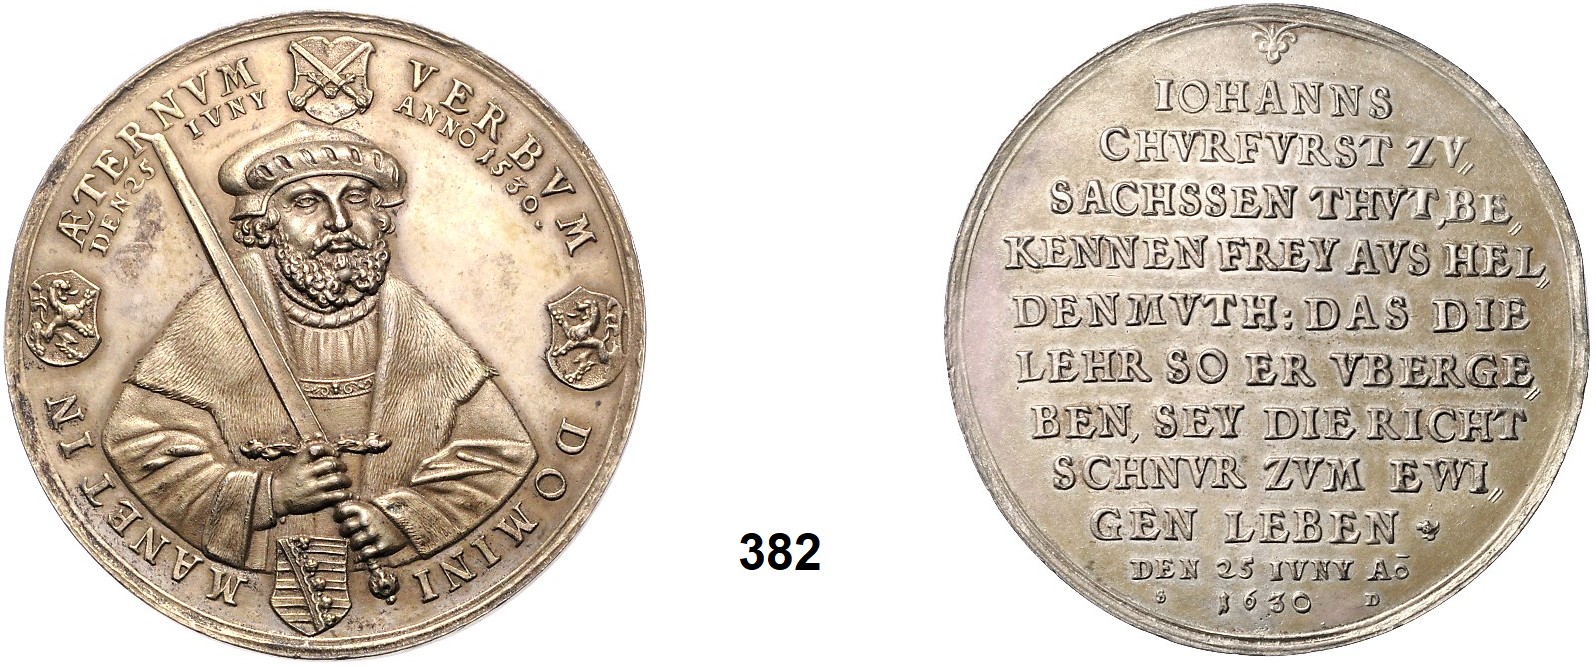 VERBVM DOMINI MANET IN ÆTERNVM
DEN 25 IVNY ANNO 1530.
382
IOHANNS
CHVRFVRST ZV,,
SACHSSEN THVT, BE,,
KENNEN FREY AVS HEL,,
DENMVTH: DAS DIE
LEHR SO ER VBERGE,,
BEN, SEY DIE RICHT
SCHNVR ZVM EWI,,
GEN LEBEN
DEN 25 IVNY Aō
S 1630 D